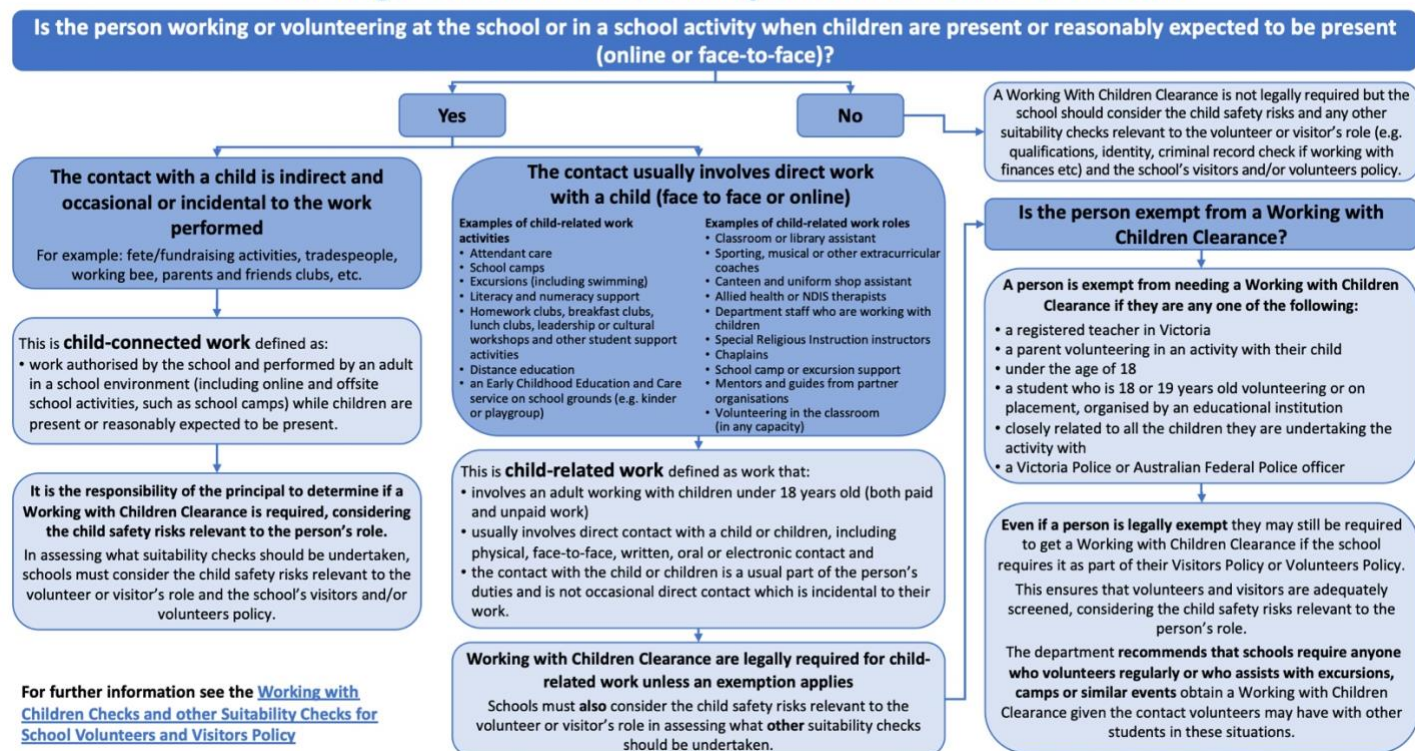 Is the person working or volunteering at the school or in a school activity when children are present or reasonably expected to be present
(online or face-to-face)?
Yes
No
A Working With Children Clearance is not legally required but the
school should consider the child safety risks and any other
suitability checks relevant to the volunteer or visitor's role (e.g.
qualifications, identity, criminal record check if working with
finances etc) and the school's visitors and/or volunteers policy.
The contact with a child is indirect and
occasional or incidental to the work
performed
For example: fete/fundraising activities, tradespeople,
working bee, parents and friends clubs, etc.
This is child-connected work defined as:
• work authorised by the school and performed by an adult
in a school environment (including online and offsite
school activities, such as school camps) while children are
present or reasonably expected to be present.
It is the responsibility of the principal to determine if a
Working with Children Clearance is required, considering
the child safety risks relevant to the person's role.
In assessing what suitability checks should be undertaken,
schools must consider the child safety risks relevant to the
volunteer or visitor's role and the school's visitors and/or
volunteers policy.
For further information see the Working with
Children Checks and other Suitability Checks for
School Volunteers and Visitors Policy
The contact usually involves direct work
with a child (face to face or online)
Examples of child-related work
activities
• Attendant care
• School camps
• Excursions (including swimming)
• Literacy and numeracy support
• Homework clubs, breakfast clubs,
lunch clubs, leadership or cultural
workshops and other student support
activities
• Distance education
• an Early Childhood Education and Care
service on school grounds (e.g. kinder
or playgroup)
Examples of child-related work roles
• Classroom or library assistant
• Sporting, musical or other extracurricular
coaches
• Canteen and uniform shop assistant
• Allied health or NDIS therapists
• Department staff who are working with
children
• Special Religious Instruction instructors
• Chaplains
• School camp or excursion support
• Mentors and guides from partner
organisations
• Volunteering in the classroom
(in any capacity)
This is child-related work defined as work that:
• involves an adult working with children under 18 years old (both paid
and unpaid work)
• usually involves direct contact with a child or children, including
physical, face-to-face, written, oral or electronic contact and
• the contact with the child or children is a usual part of the person's
duties and is not occasional direct contact which is incidental to their
work.
Working with Children Clearance are legally required for child-
related work unless an exemption applies
Schools must also consider the child safety risks relevant to the
volunteer or visitor's role in assessing what other suitability checks
should be undertaken.
Is the person exempt from a Working with
Children Clearance?
A person is exempt from needing a Working with Children
Clearance if they are any one of the following:
• a registered teacher in Victoria
• a parent volunteering in an activity with their child
• under the age of 18
• a student who is 18 or 19 years old volunteering or on
placement, organised by an educational institution
• closely related to all the children they are undertaking the
activity with
• a Victoria Police or Australian Federal Police officer
Even if a person is legally exempt they may still be required
to get a Working with Children Clearance if the school
requires it as part of their Visitors Policy or Volunteers Policy.
This ensures that volunteers and visitors are adequately
screened, considering the child safety risks relevant to the
person's role.
The department recommends that schools require anyone
who volunteers regularly or who assists with excursions,
camps or similar events obtain a Working with Children
Clearance given the contact volunteers may have with other
students in these situations.